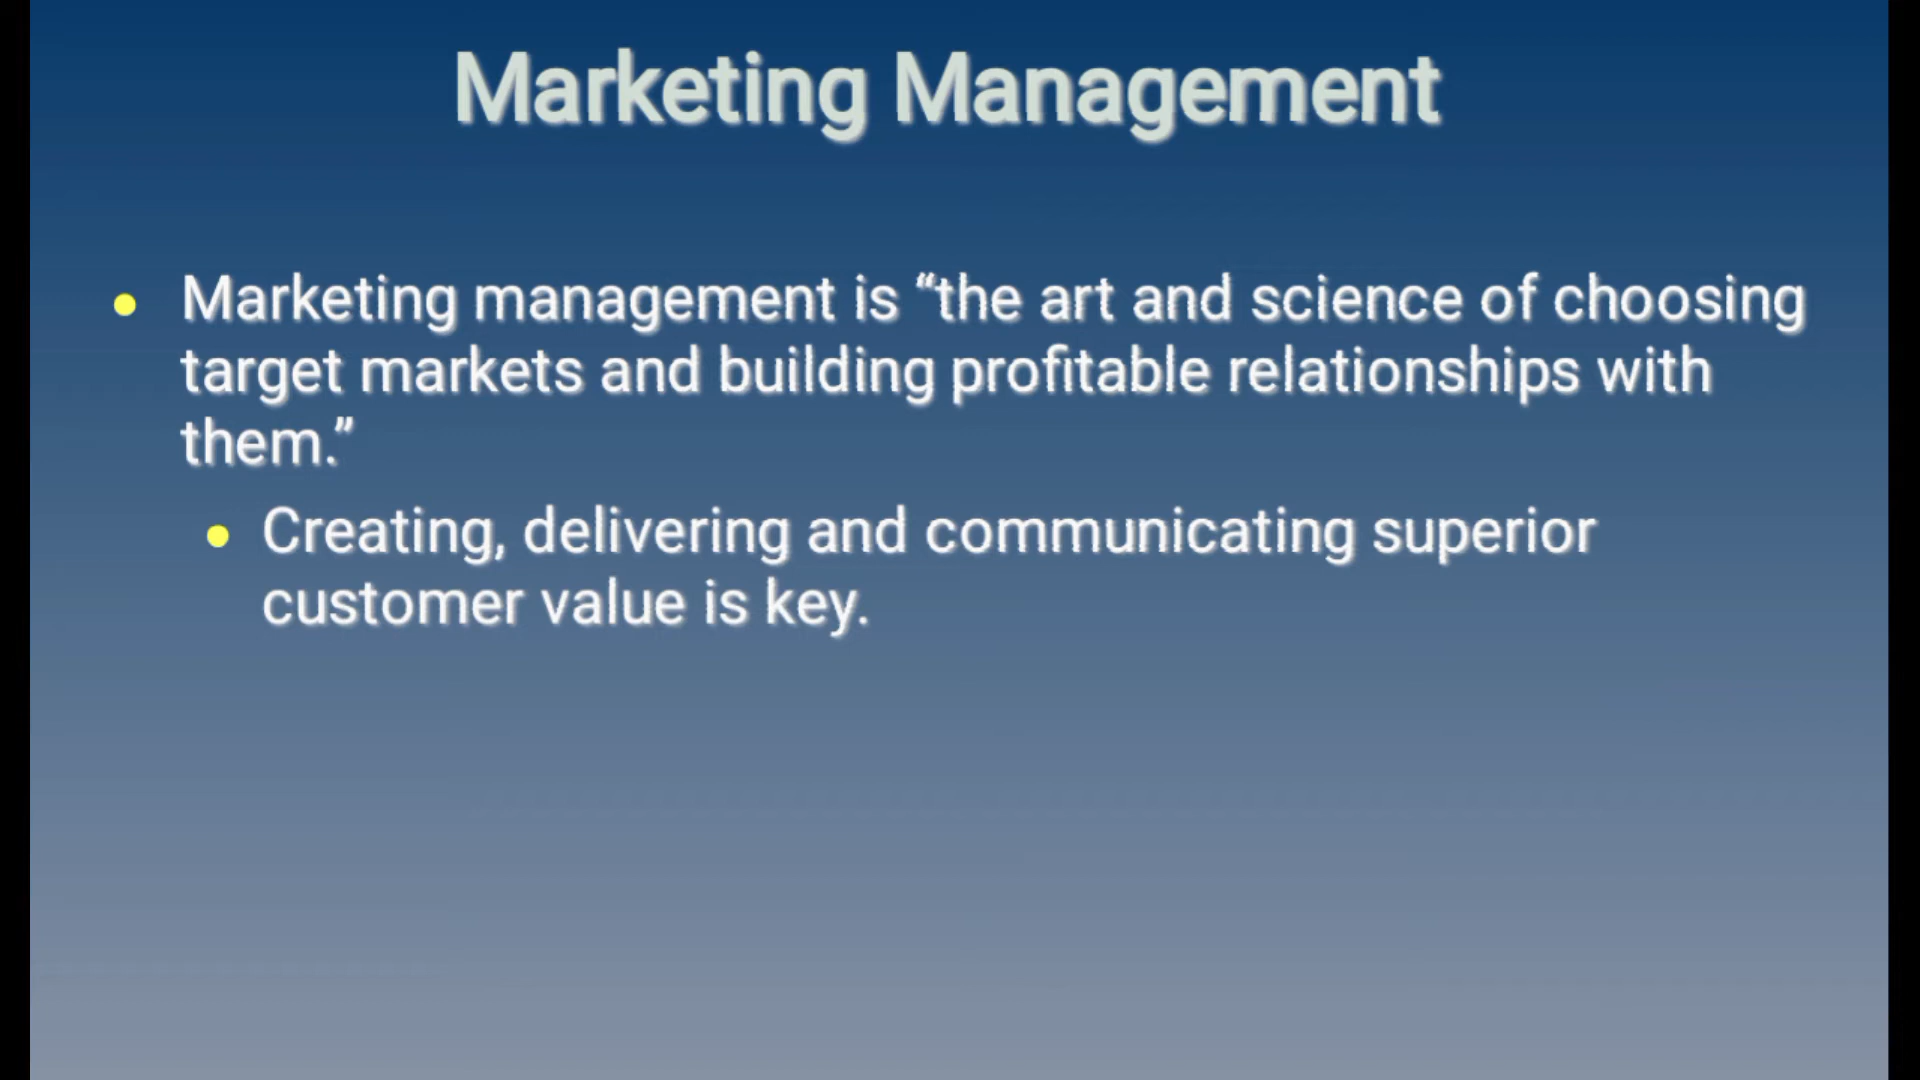 Marketing Management
• Marketing management is “the art and science of choosing
target markets and building profitable relationships with
them.”
• Creating, delivering and communicating superior
customer value is key.